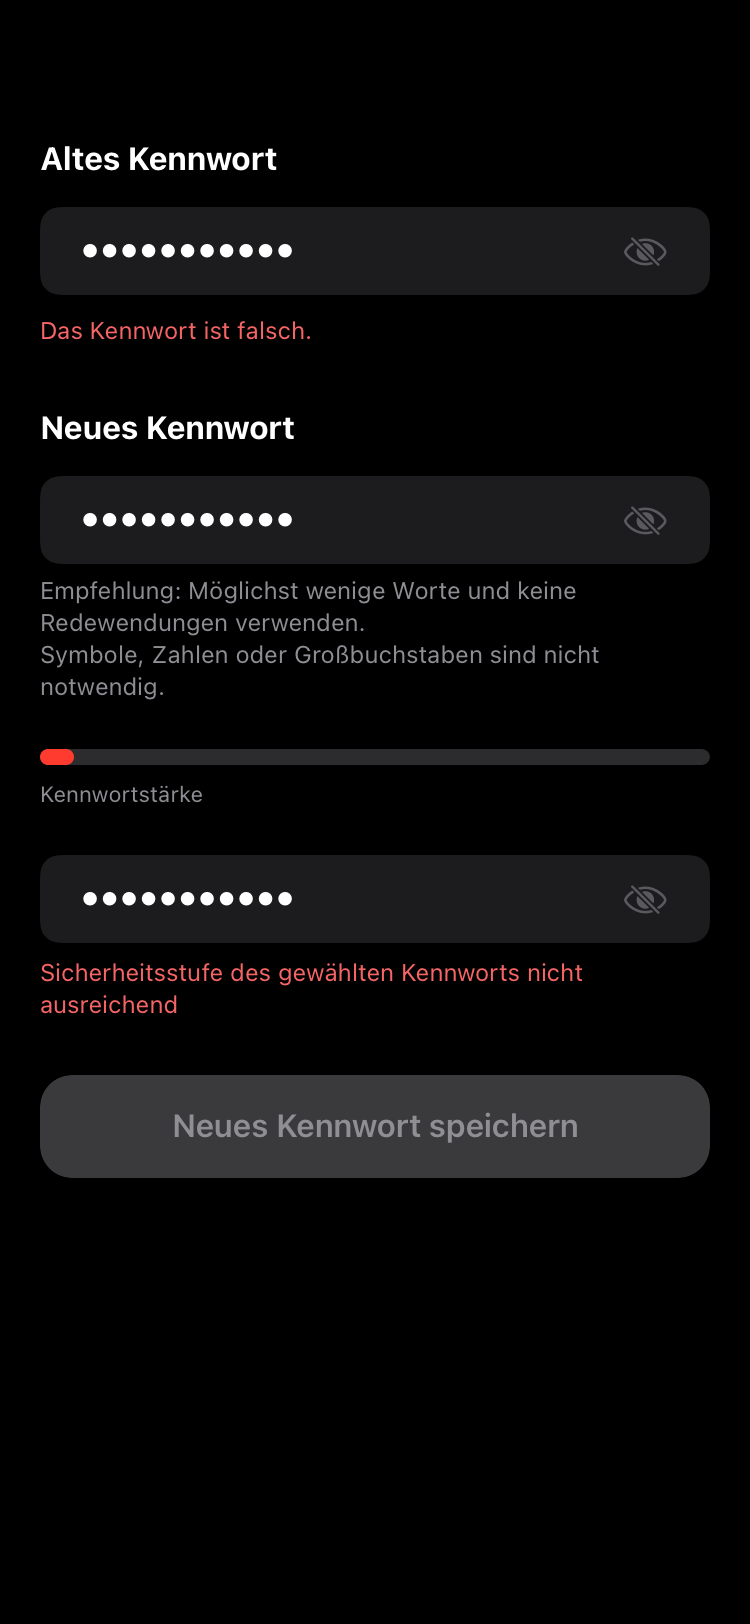 Altes Kennwort
•••••••••••
Das Kennwort ist falsch.
Neues Kennwort
•••••••••••
Empfehlung: Möglichst wenige Worte und keine
Redewendungen verwenden.
Symbole, Zahlen oder Großbuchstaben sind nicht
notwendig.
Kennwortstärke
•••••••••••
Sicherheitsstufe des gewählten Kennworts nicht
ausreichend
Neues Kennwort speichern